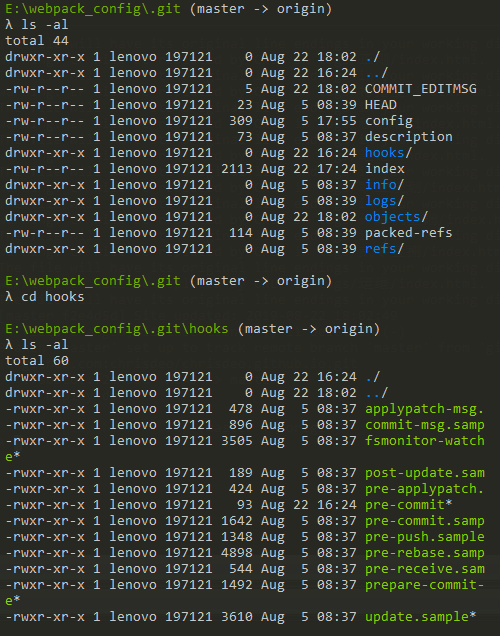 E:\webpack_config\.git (master -> origin)
λ ls -al
total 44
drwxr-xr-x 1 lenovo 197121    0 Aug 22 18:02 ./
drwxr-xr-x 1 lenovo 197121    0 Aug 22 16:24 ../
-rw-r--r-- 1 lenovo 197121    5 Aug 22 18:02 COMMIT_EDITMSG
-rw-r--r-- 1 lenovo 197121   23 Aug  5 08:39 HEAD
-rw-r--r-- 1 lenovo 197121  309 Aug  5 17:55 config
-rw-r--r-- 1 lenovo 197121   73 Aug  5 08:37 description
drwxr-xr-x 1 lenovo 197121    0 Aug 22 16:24 hooks/
-rw-r--r-- 1 lenovo 197121 2113 Aug 22 17:24 index
drwxr-xr-x 1 lenovo 197121    0 Aug  5 08:37 info/
drwxr-xr-x 1 lenovo 197121    0 Aug  5 08:39 logs/
drwxr-xr-x 1 lenovo 197121    0 Aug 22 18:02 objects/
-rw-r--r-- 1 lenovo 197121  114 Aug  5 08:39 packed-refs
drwxr-xr-x 1 lenovo 197121    0 Aug  5 08:39 refs/
E:\webpack_config\.git (master -> origin)
λ cd hooks
E:\webpack_config\.git\hooks (master -> origin)
λ ls -al
total 60
drwxr-xr-x 1 lenovo 197121    0 Aug 22 16:24 ./
drwxr-xr-x 1 lenovo 197121    0 Aug 22 18:02 ../
-rwxr-xr-x 1 lenovo 197121  478 Aug  5 08:37 applypatch-msg.
-rwxr-xr-x 1 lenovo 197121  896 Aug  5 08:37 commit-msg.samp
-rwxr-xr-x 1 lenovo 197121 3505 Aug  5 08:37 fsmonitor-watch
e*
-rwxr-xr-x 1 lenovo 197121  189 Aug  5 08:37 post-update.sam
-rwxr-xr-x 1 lenovo 197121  424 Aug  5 08:37 pre-applypatch.
-rwxr-xr-x 1 lenovo 197121   93 Aug 22 16:24 pre-commit*
-rwxr-xr-x 1 lenovo 197121 1642 Aug  5 08:37 pre-commit.samp
-rwxr-xr-x 1 lenovo 197121 1348 Aug  5 08:37 pre-push.sample
-rwxr-xr-x 1 lenovo 197121 4898 Aug  5 08:37 pre-rebase.samp
-rwxr-xr-x 1 lenovo 197121  544 Aug  5 08:37 pre-receive.sam
-rwxr-xr-x 1 lenovo 197121 1492 Aug  5 08:37 prepare-commit-
e*
-rwxr-xr-x 1 lenovo 197121 3610 Aug  5 08:37 update.sample*